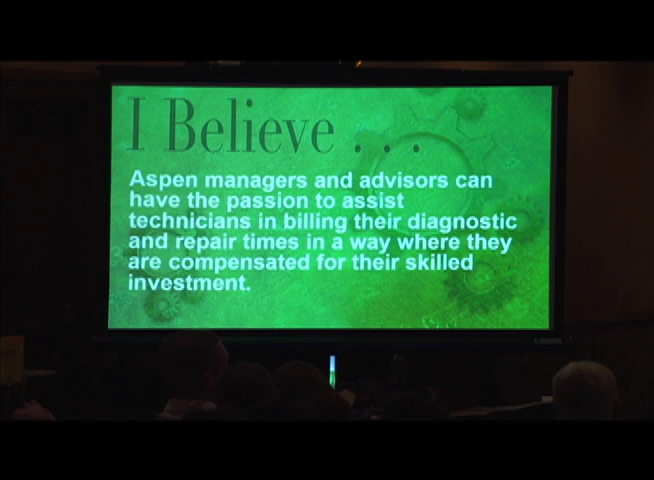 I Believe . . .
Aspen managers and advisors can
have the passion to assist
technicians in billing their diagnostic
and repair times in a way where they
are compensated for their skilled
investment.